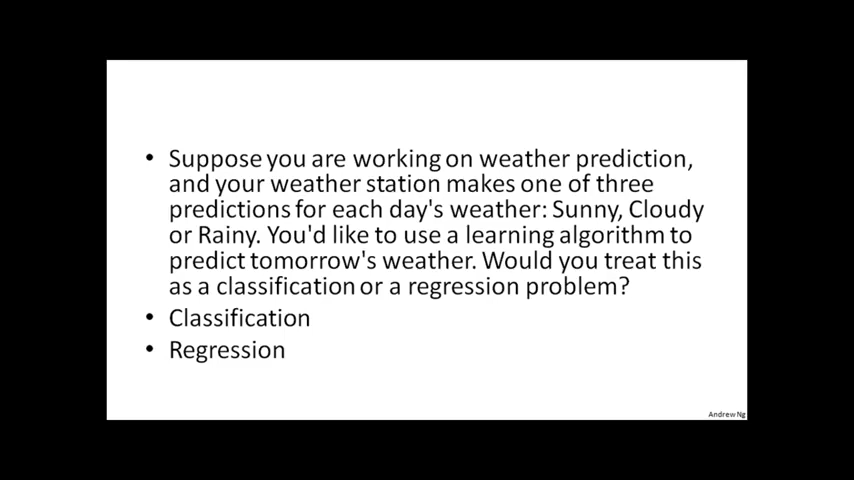 • Suppose you are working on weather prediction,
and your weather station makes one of three
predictions for each day's weather: Sunny, Cloudy
or Rainy. You'd like to use a learning algorithm to
predict tomorrow's weather. Would you treat this
as a classification or a regression problem?
• Classification
• Regression
Andrew Ng